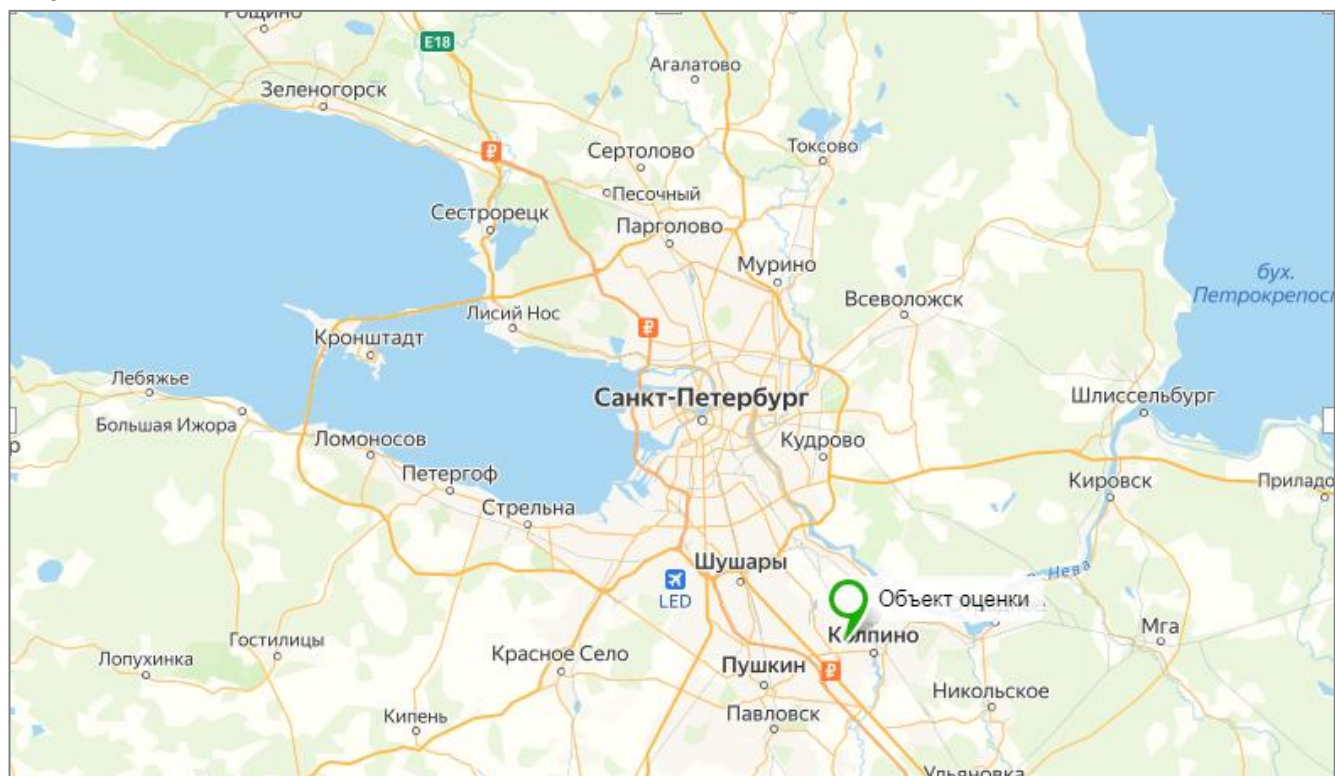 Рощино
E18
Агалатово
Зеленогорск
Токсово
Сертолово
Песочный
Сестрорецк
Парголово
Мурино
бух.
Петрокрепос
Всеволожск
Лисий Нос
Кронштадт
Лебяжье
Санкт-Петербург
Шлиссельбург
Большая Ижора
Ломоносов
Кудрово
Петергоф
Кировск
Приладо
Стрельна
Шушары
LED
Нева
Объект оценки
Колпино
Мга
Гостилицы
Лопухинка
Красное Село
Пушкин
Никольское
Кипень
Павловск
Ульяновка